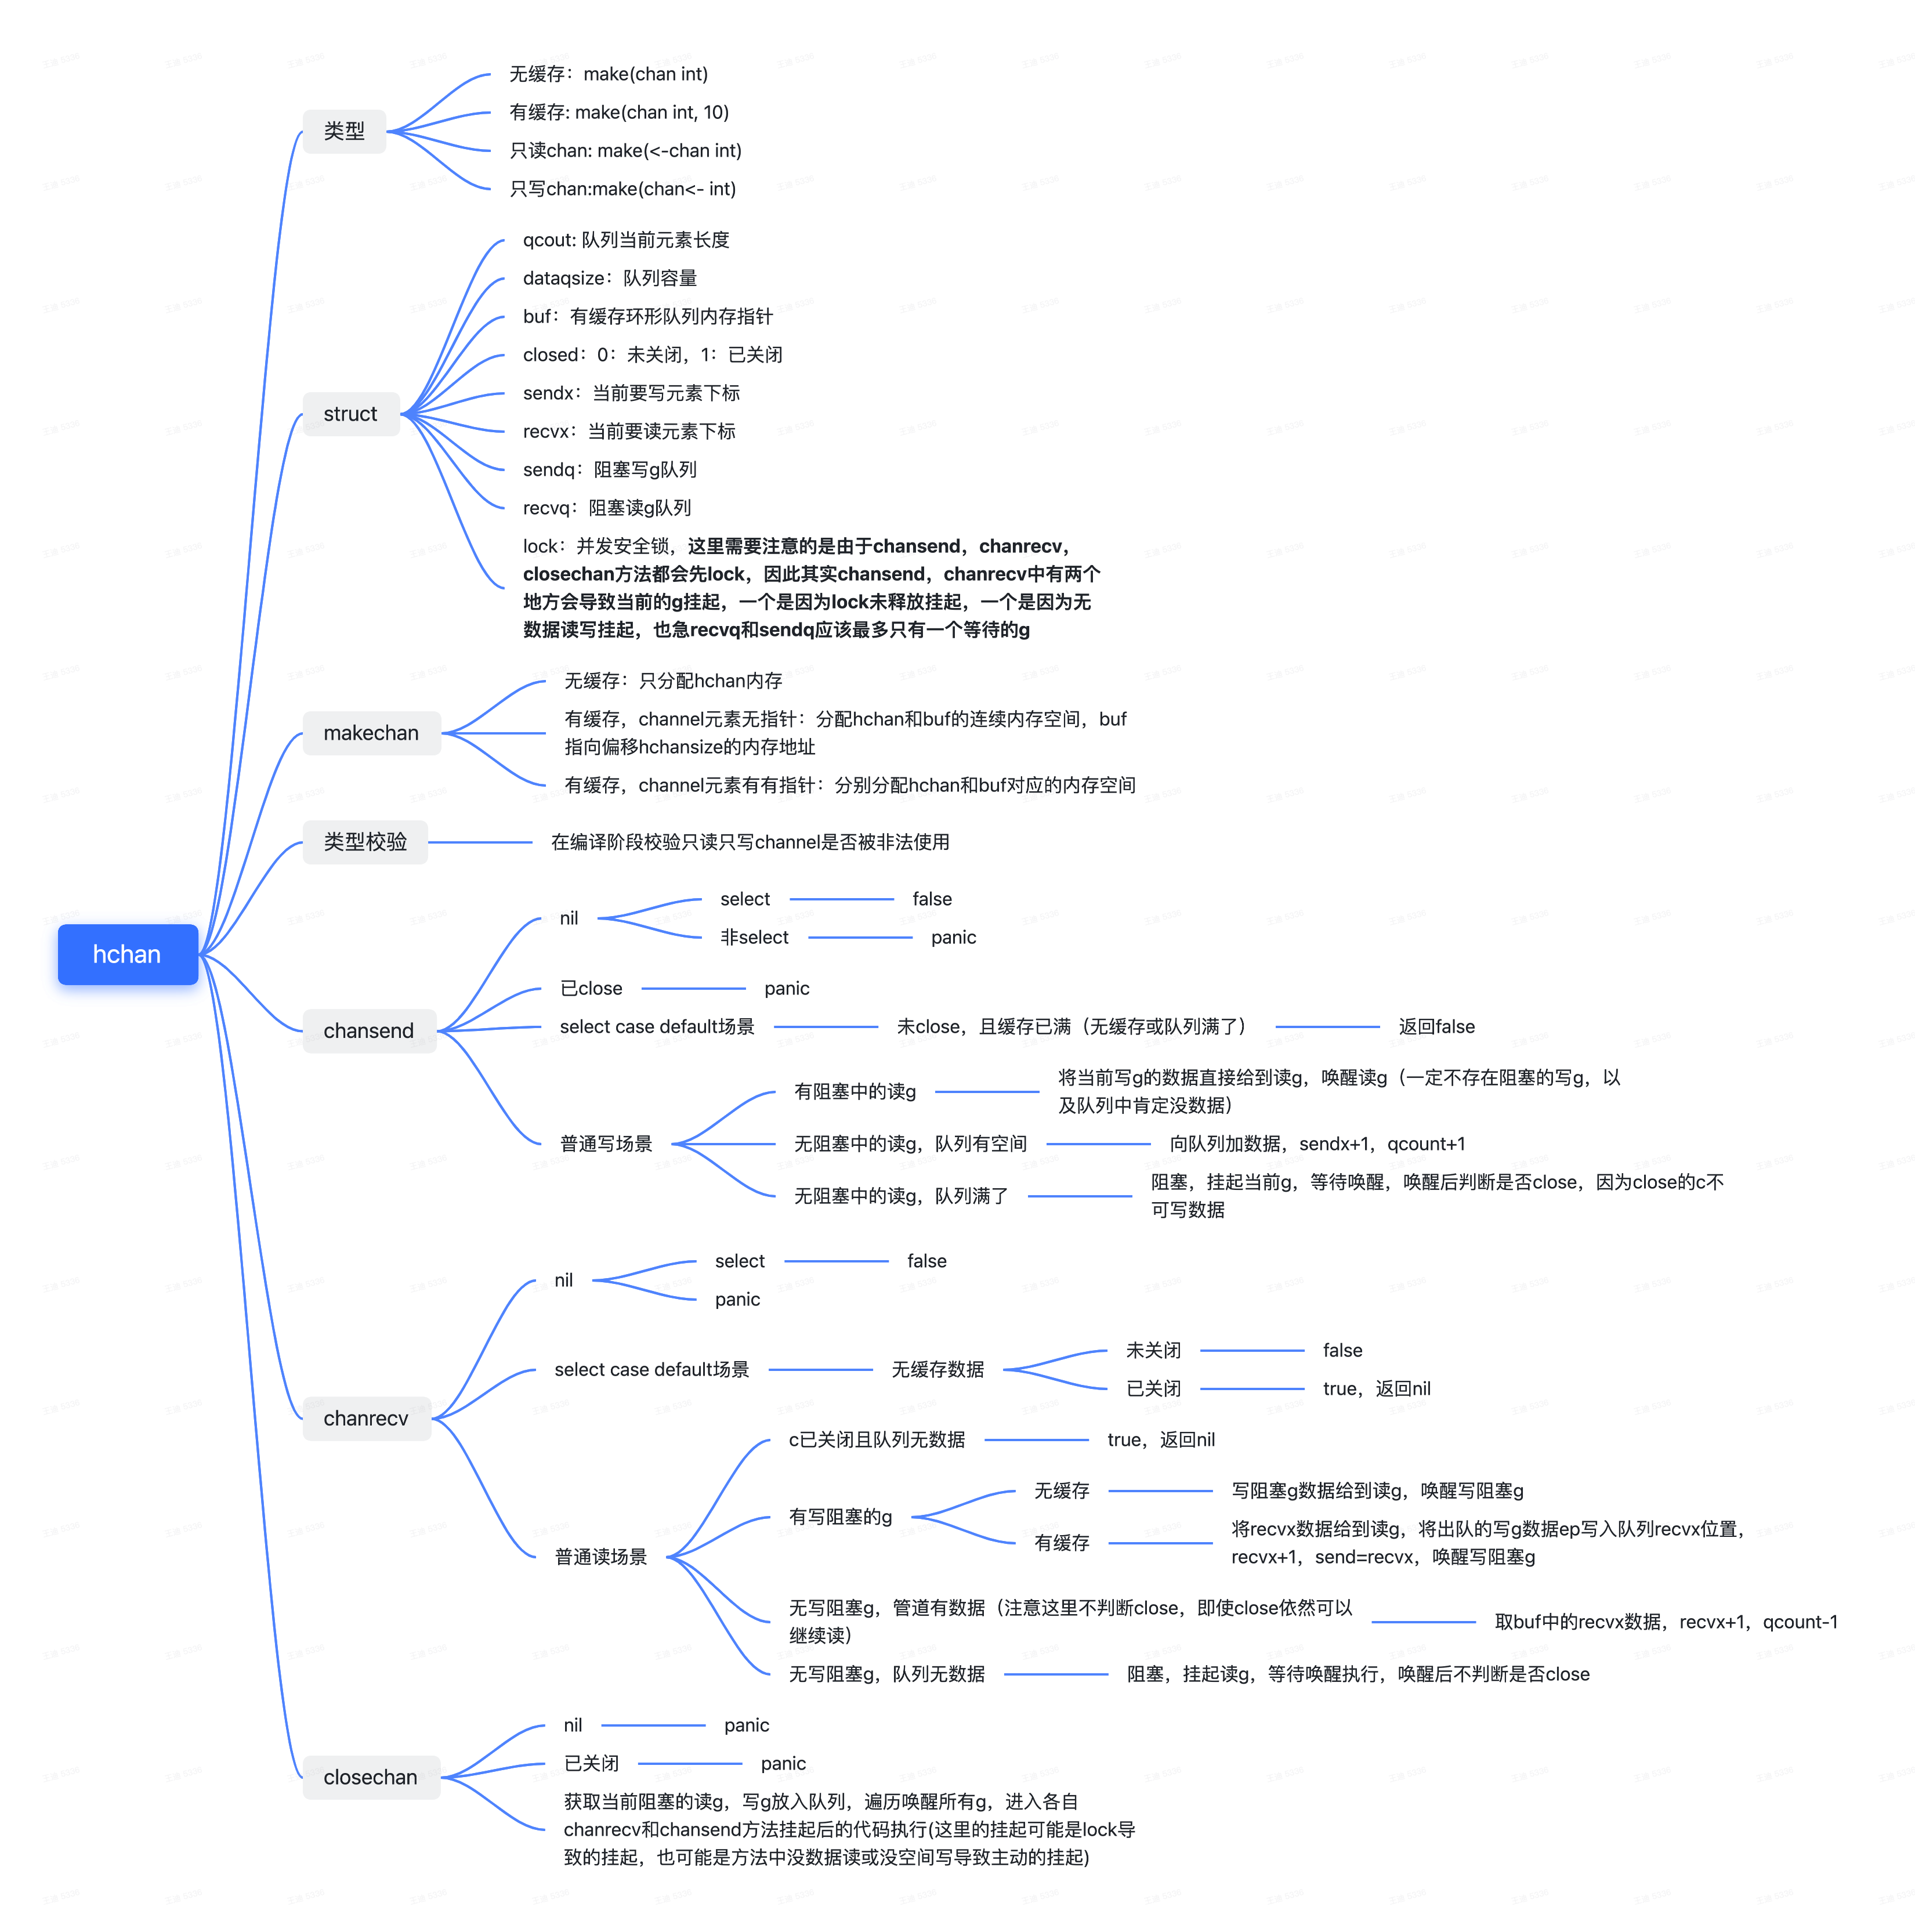 hchan
类型
无缓存：make(chan int)
有缓存: make(chan int, 10)
只读chan: make(<-chan int)
只写chan:make(chan<- int)
struct
qcout: 队列当前元素长度
dataqsize：队列容量
buf：有缓存环形队列内存指针
closed：0：未关闭，1：已关闭
sendx：当前要写元素下标
recvx：当前要读元素下标
sendq：阻塞写g队列
recvq：阻塞读g队列
lock：并发安全锁，这里需要注意的是由于chansend，chanrecv，
closechan方法都会先lock，因此其实chansend，chanrecv中有两个
地方会导致当前的g挂起，一个是因为lock未释放挂起，一个是因为无
数据读写挂起，也急recvq和sendq应该最多只有一个等待的g
makechan
无缓存：只分配hchan内存
有缓存，channel元素无指针：分配hchan和buf的连续内存空间，buf
指向偏移hchansize的内存地址
有缓存，channel元素有有指针：分别分配hchan和buf对应的内存空间
类型校验
在编译阶段校验只读只写channel是否被非法使用
chansend
nil
select
false
非select
panic
已close
panic
select case default场景
未close，且缓存已满（无缓存或队列满了）
返回false
普通写场景
有阻塞中的读g
将当前写g的数据直接给到读g，唤醒读g（一定不存在阻塞的写g，以
及队列中肯定没数据）
无阻塞中的读g，队列有空间
向队列加数据，sendx+1，qcount+1
无阻塞中的读g，队列满了
阻塞，挂起当前g，等待唤醒，唤醒后判断是否close，因为close的c不
可写数据
chanrecv
nil
select
false
panic
select case default场景
无缓存数据
未关闭
false
已关闭
true，返回nil
普通读场景
c已关闭且队列无数据
true，返回nil
有写阻塞的g
无缓存
写阻塞g数据给到读g，唤醒写阻塞g
有缓存
将recvx数据给到读g，将出队的写g数据ep写入队列recvx位置，
recvx+1，send=recvx，唤醒写阻塞g
无写阻塞g，管道有数据（注意这里不判断close，即使close依然可以
继续读）
取buf中的recvx数据，recvx+1，qcount-1
无写阻塞g，队列无数据
阻塞，挂起读g，等待唤醒执行，唤醒后不判断是否close
closechan
nil
panic
已关闭
panic
获取当前阻塞的读g，写g放入队列，遍历唤醒所有g，进入各自
chanrecv和chansend方法挂起后的代码执行(这里的挂起可能是lock导
致的挂起，也可能是方法中没数据读或没空间写导致主动的挂起)